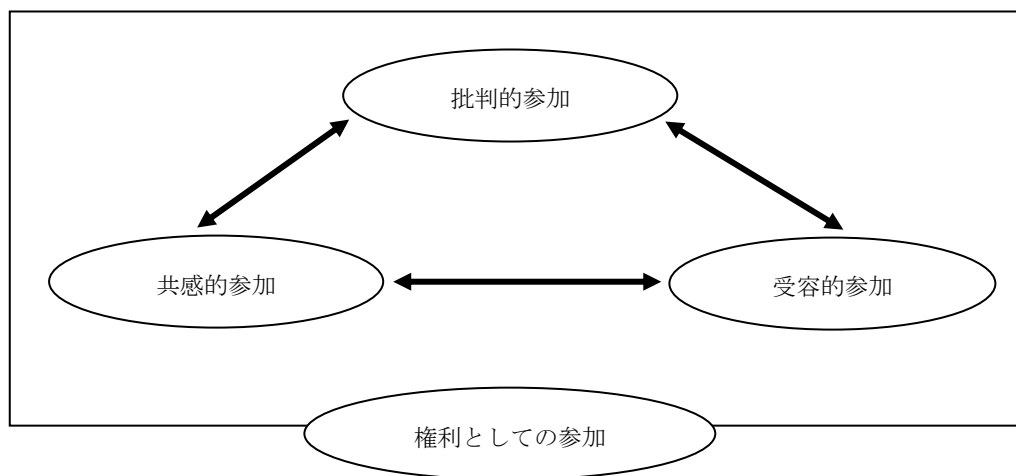 批判的参加
共感的参加
受容的参加
権利としての参加